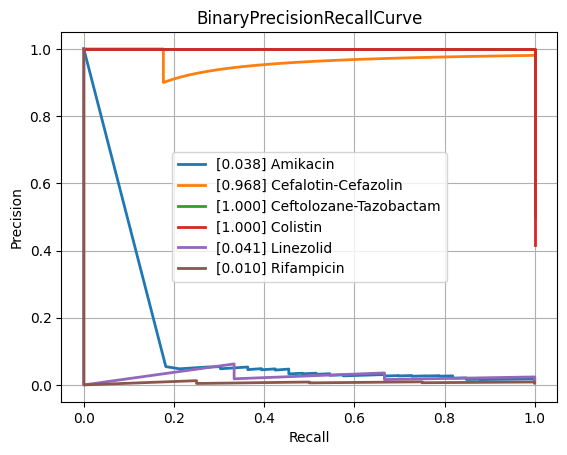 BinaryPrecisionRecallCurve
1.0
0.8
0.6
0.4
0.2
0.0
Precision
[0.038] Amikacin
[0.968] Cefalotin-Cefazolin
[1.000] Ceftolozane-Tazobactam
[1.000] Colistin
[0.041] Linezolid
[0.010] Rifampicin
0.0 0.2 0.4 0.6 0.8 1.0
Recall